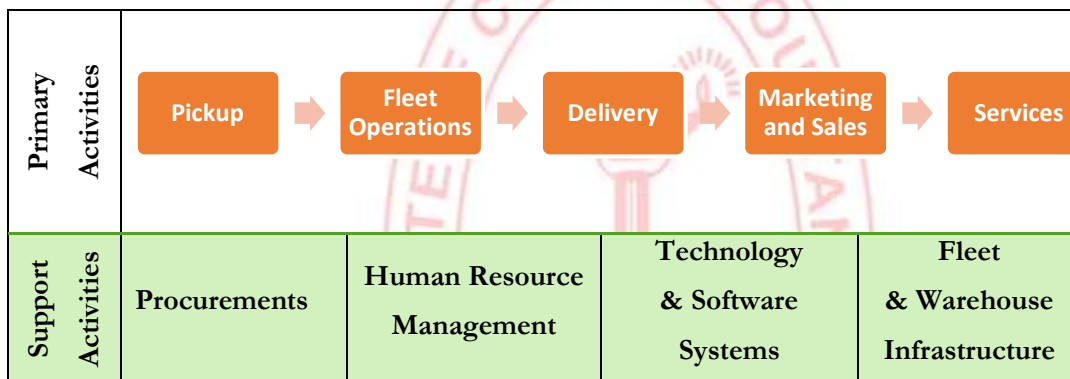 Primary
Activities
Pickup
Fleet
Operations
Delivery
Marketing
and Sales
Services
Support
Activities
Procurements
Human Resource
Management
Technology
& Software
Systems
Fleet
& Warehouse
Infrastructure